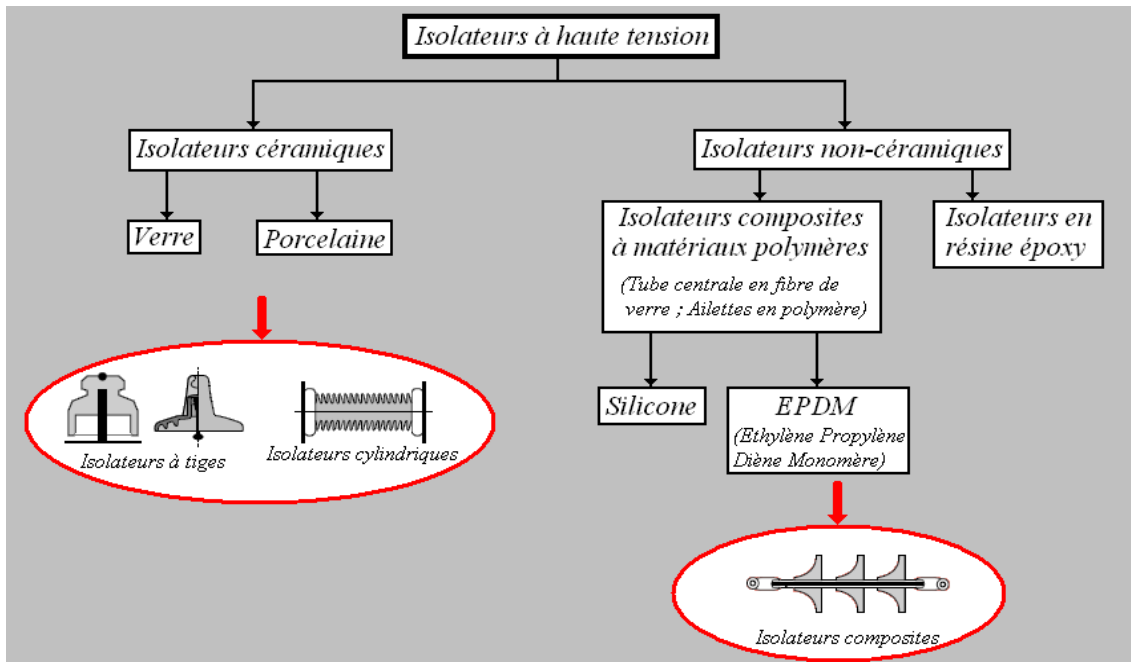 Isolateurs à haute tension
Isolateurs céramiques
Isolateurs non-céramiques
Verre
Porcelaine
Isolateurs composites
à matériaux polymères
(Tube centrale en fibre de
verre ; Ailettes en polymère)
Isolateurs en
résine époxy
Silicone
EPDM
(Ethylène Propylène
Diène Monomère)
Isolateurs à tiges
Isolateurs cylindriques
Isolateurs composites